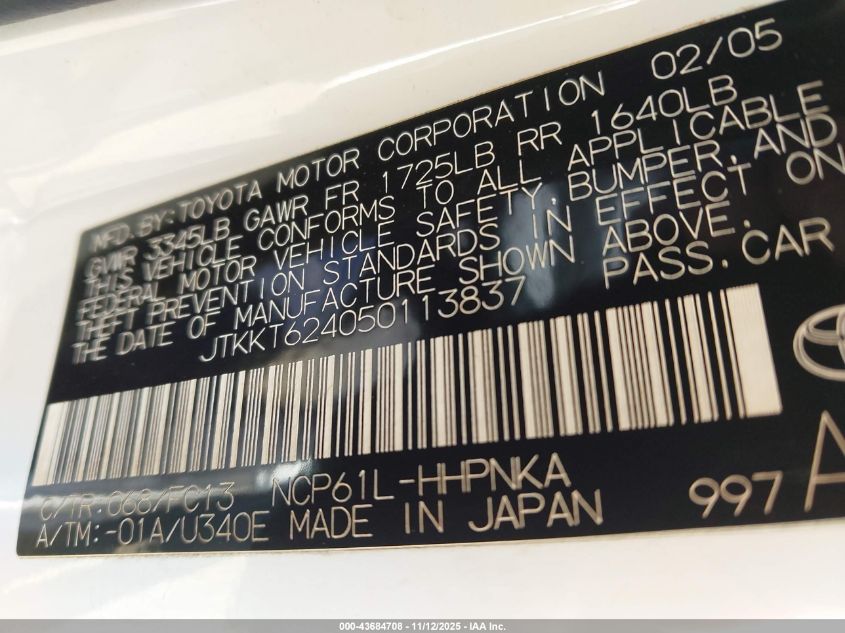 MFD.BY:TOYOTA MOTOR CORPORATION 02/05
GVWR 3345LB GAWR FR 1725LB RR 1640LB
THIS VEHICLE CONFORMS TO ALL APPLICABLE
FEDERAL MOTOR VEHICLE SAFETY, BUMPER, AND
THEFT PREVENTION STANDARDS IN EFFECT ON
THE DATE OF MANUFACTURE SHOWN ABOVE.
JTKKT624050113837 PASS.CAR
C/TR:068/FC13 NCP61L-HHPNKA
A/TM:-01A/U340E MADE IN JAPAN 997 A
000-43684708 - 11/12/2025 - IAA Inc.